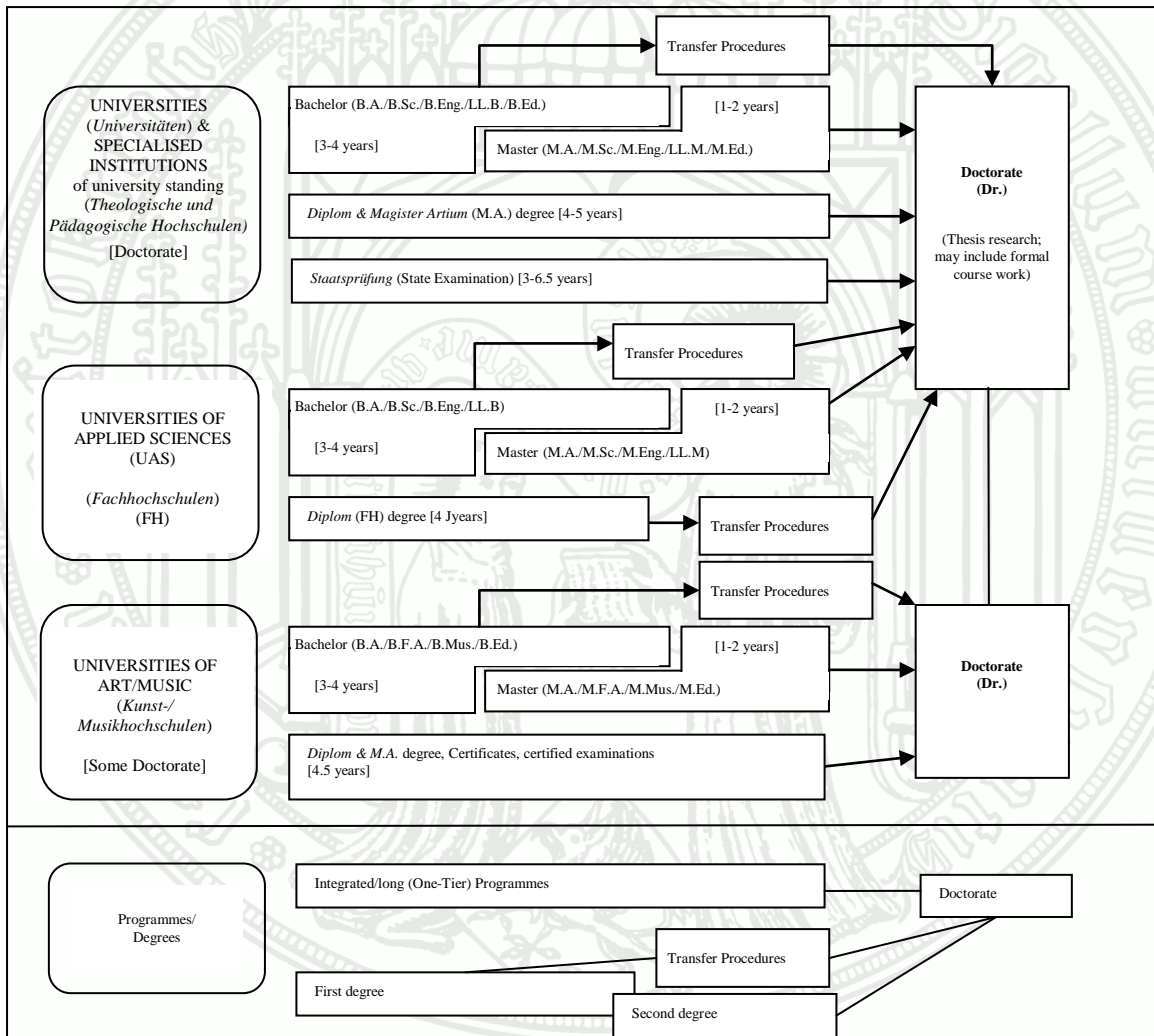 Transfer Procedures
UNIVERSITIES
(Universitäten) &
SPECIALISED
INSTITUTIONS
of university standing
(Theologische und
Pädagogische Hochschulen)
[Doctorate]
Bachelor (B.A./B.Sc./B.Eng./LL.B./B.Ed.)
[3-4 years]
[1-2 years]
Master (M.A./M.Sc./M.Eng./LL.M./M.Ed.)
Diplom & Magister Artium (M.A.) degree [4-5 years]
Staatsprüfung (State Examination) [3-6.5 years]
Doctorate
(Dr.)
(Thesis research;
may include formal
course work)
Transfer Procedures
UNIVERSITIES OF
APPLIED SCIENCES
(UAS)
(Fachhochschulen)
(FH)
Bachelor (B.A./B.Sc./B.Eng./LL.B)
[3-4 years]
[1-2 years]
Master (M.A./M.Sc./M.Eng./LL.M)
Diplom (FH) degree [4 Jyears]
Transfer Procedures
Transfer Procedures
UNIVERSITIES OF
ART/MUSIC
(Kunst-/
Musikhochschulen)
[Some Doctorate]
Bachelor (B.A./B.F.A./B.Mus./B.Ed.)
[3-4 years]
[1-2 years]
Master (M.A./M.F.A./M.Mus./M.Ed.)
Diplom & M.A. degree, Certificates, certified examinations
[4.5 years]
Doctorate
(Dr.)
Programmes/
Degrees
Integrated/long (One-Tier) Programmes
Doctorate
Transfer Procedures
First degree
Second degree